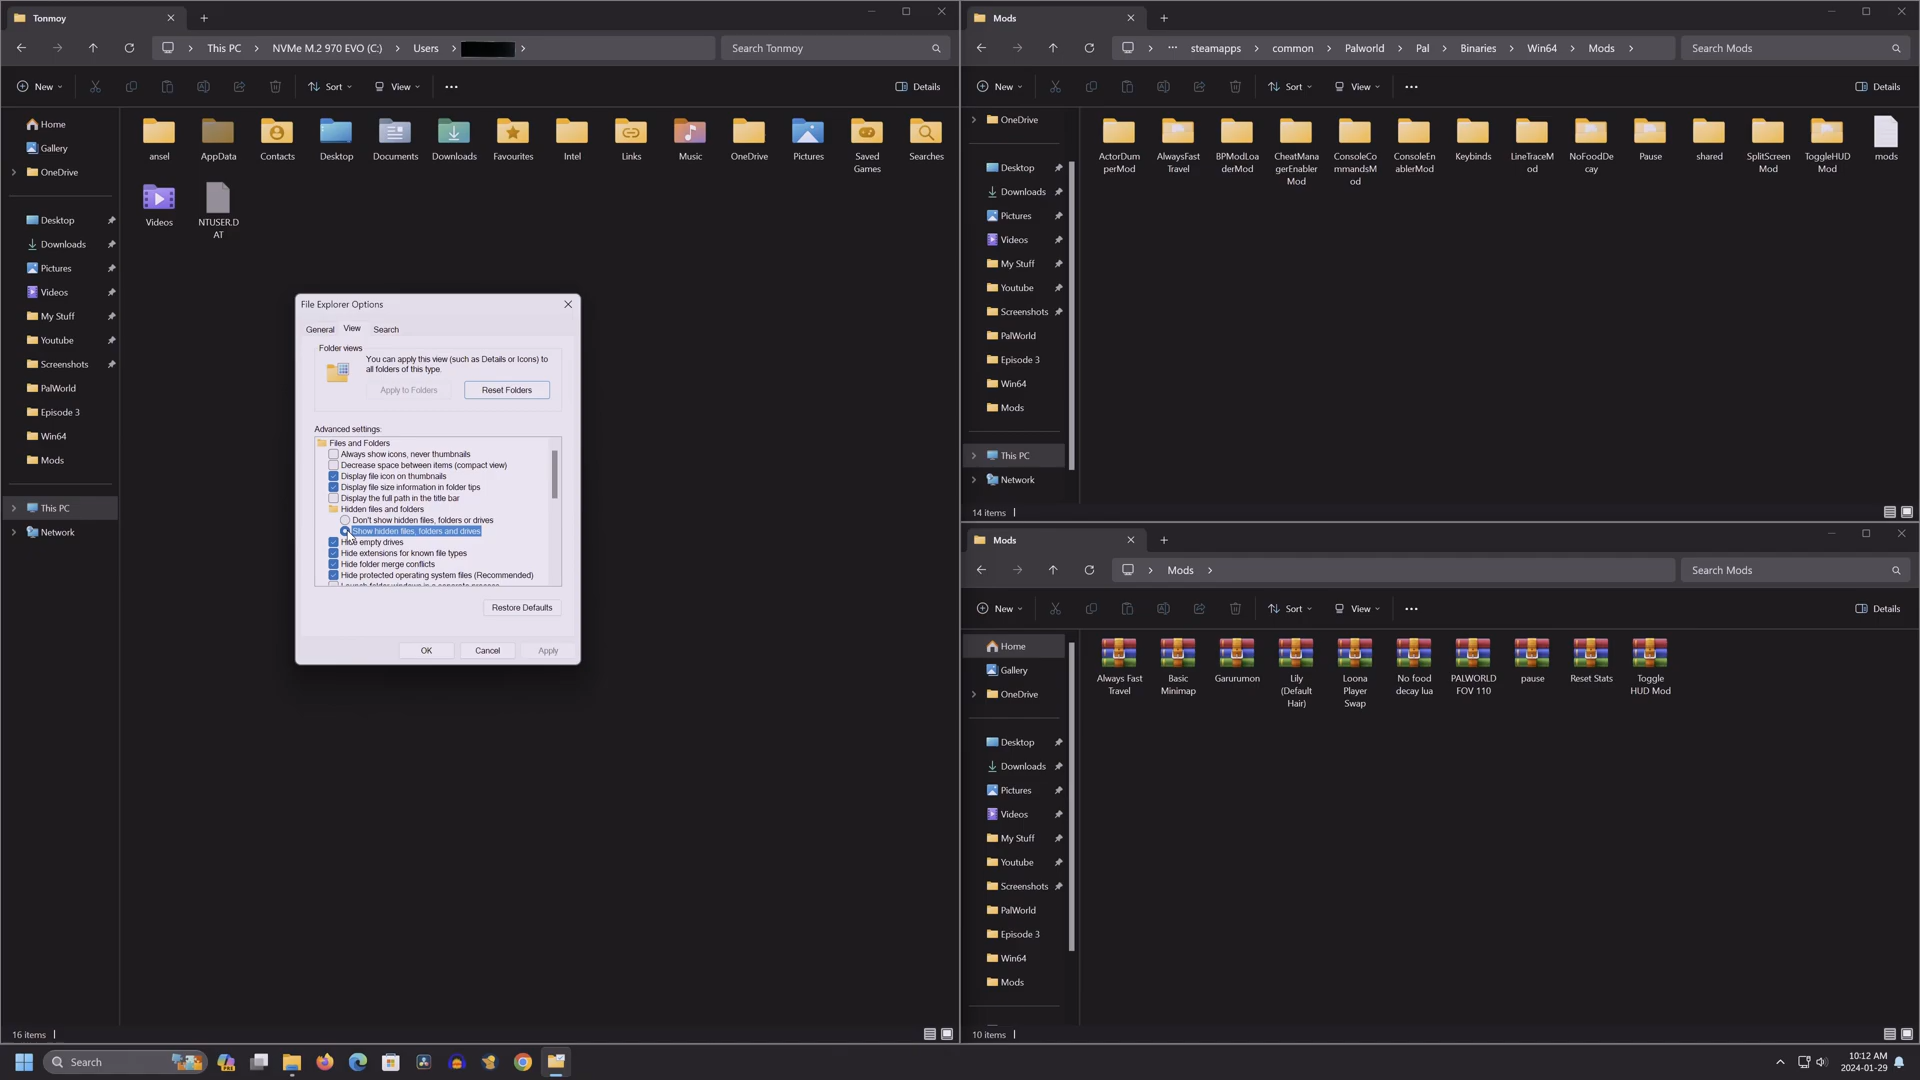 Tonmoy
This PC
NVMe M.2 970 EVO (C:)
Users
Search Tonmoy
New
Sort
View
Details
Home
Gallery
OneDrive
Desktop
Downloads
Pictures
Videos
My Stuff
Youtube
Screenshots
PalWorld
Episode 3
Win64
Mods
This PC
Network
ansel
AppData
Contacts
Desktop
Documents
Downloads
Favourites
Intel
Links
Music
OneDrive
Pictures
Saved
Games
Searches
Videos
NTUSER.D
AT
File Explorer Options
General
View
Search
Folder views
You can apply this view (such as Details or Icons) to
all folders of this type.
Apply to Folders
Reset Folders
Advanced settings:
Files and Folders
Always show icons, never thumbnails
Decrease space between items (compact view)
Display file icon on thumbnails
Display file size information in folder tips
Display the full path in the title bar
Hidden files and folders
Don't show hidden files, folders or drives
Show hidden files, folders and drives
Hide empty drives
Hide extensions for known file types
Hide folder merge conflicts
Hide protected operating system files (Recommended)
Launch folder windows in a separate process
Restore Defaults
OK
Cancel
Apply
16 items
Mods
steamapps
common
Palworld
Pal
Binaries
Win64
Mods
Search Mods
New
Sort
View
Details
OneDrive
Desktop
Downloads
Pictures
Videos
My Stuff
Youtube
Screenshots
PalWorld
Episode 3
Win64
Mods
This PC
Network
ActorDum
perMod
AlwaysFast
Travel
BPModLoa
derMod
CheatMana
gerEnabler
Mod
ConsoleCo
mmandsM
od
ConsoleEn
ablerMod
Keybinds
LineTraceM
od
NoFoodDe
cay
Pause
shared
SplitScreen
Mod
ToggleHUD
Mod
mods
14 items
Mods
Mods
Search Mods
New
Sort
View
Details
Home
Gallery
OneDrive
Desktop
Downloads
Pictures
Videos
My Stuff
Youtube
Screenshots
PalWorld
Episode 3
Win64
Mods
Always Fast
Travel
Basic
Minimap
Garurumon
Lily
(Default
Hair)
Loona
Player
Swap
No food
decay lua
PALWORLD
FOV 110
pause
Reset Stats
Toggle
HUD Mod
10 items
Search
PRE
10:12 AM
2024-01-29